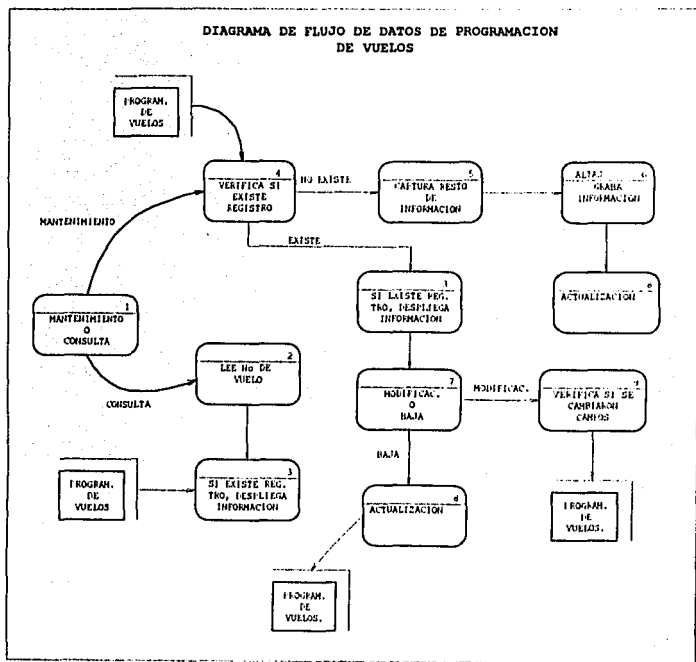 DIAGRAMA DE FLUJO DE DATOS DE PROGRAMACION
DE VUELOS
PROGRAM.
DE
VUELOS
4
VERIFICA SI
EXISTE
REGISTRO
NO EXISTE
5
CAPTURA RESTO
DE
INFORMACION
ALTAS 6
GRABA
INFORMACION
MANTENIMIENTO
EXISTE
3
SI EXISTE REG.
TRO, DESPLIEGA
INFORMACION
8
ACTUALIZACION
1
MANTENIMIENTO
O
CONSULTA
2
LEE No DE
VUELO
CONSULTA
7
MODIFICAC.
O
BAJA
MODIFICAC.
9
VERIFICA SI SE
CAMBIARON
CAMPOS
BAJA
PROGRAM.
DE
VUELOS
3
SI EXISTE REG.
TRO, DESPLIEGA
INFORMACION
8
ACTUALIZACION
PROGRAM.
DE
VUELOS.
PROGRAM.
DE
VUELOS.